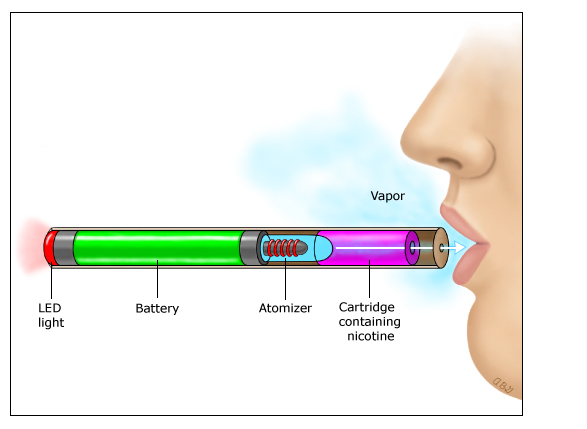 Vapor
LED
light
Battery
Atomizer
Cartridge
containing
nicotine